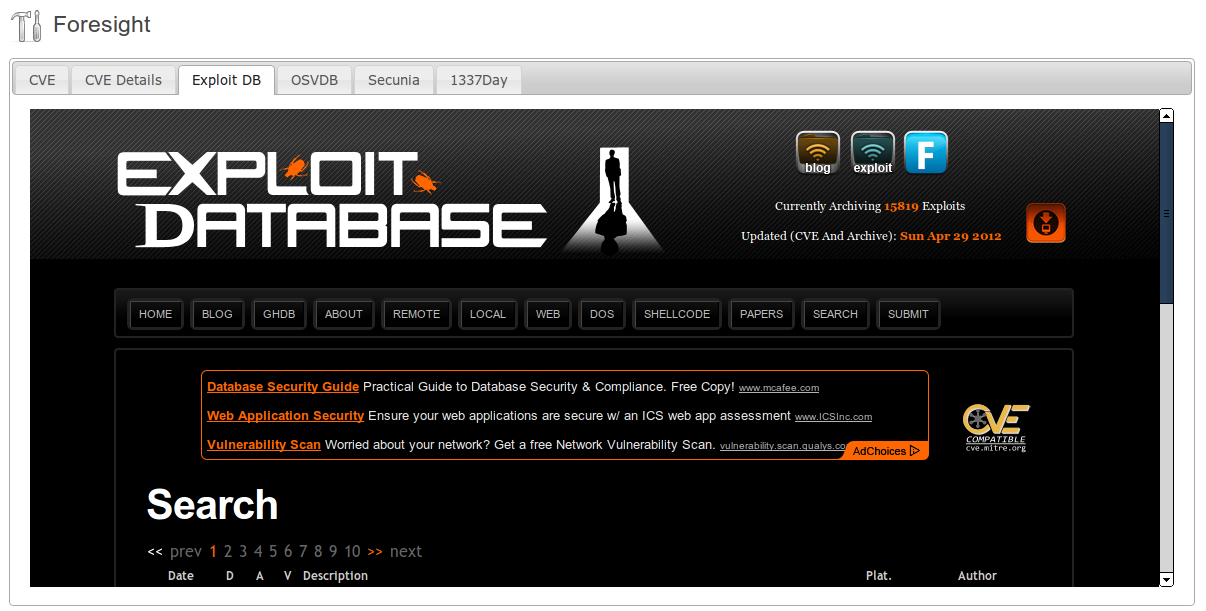 Foresight
CVE CVE Details Exploit DB OSVDB Secunia 1337Day
EXPLOIT
DATABASE
blog exploit F
Currently Archiving 15819 Exploits
Updated (CVE And Archive): Sun Apr 29 2012
HOME BLOG GHDB ABOUT REMOTE LOCAL WEB DOS SHELLCODE PAPERS SEARCH SUBMIT
Database Security Guide Practical Guide to Database Security & Compliance. Free Copy! www.mcafee.com
Web Application Security Ensure your web applications are secure w/ an ICS web app assessment www.ICSInc.com
Vulnerability Scan Worried about your network? Get a free Network Vulnerability Scan. vulnerability.scan.qualys.co
AdChoices
CVE
COMPATIBLE
cve.mitre.org
Search
<< prev 1 2 3 4 5 6 7 8 9 10 >> next
Date D A V Description Plat. Author